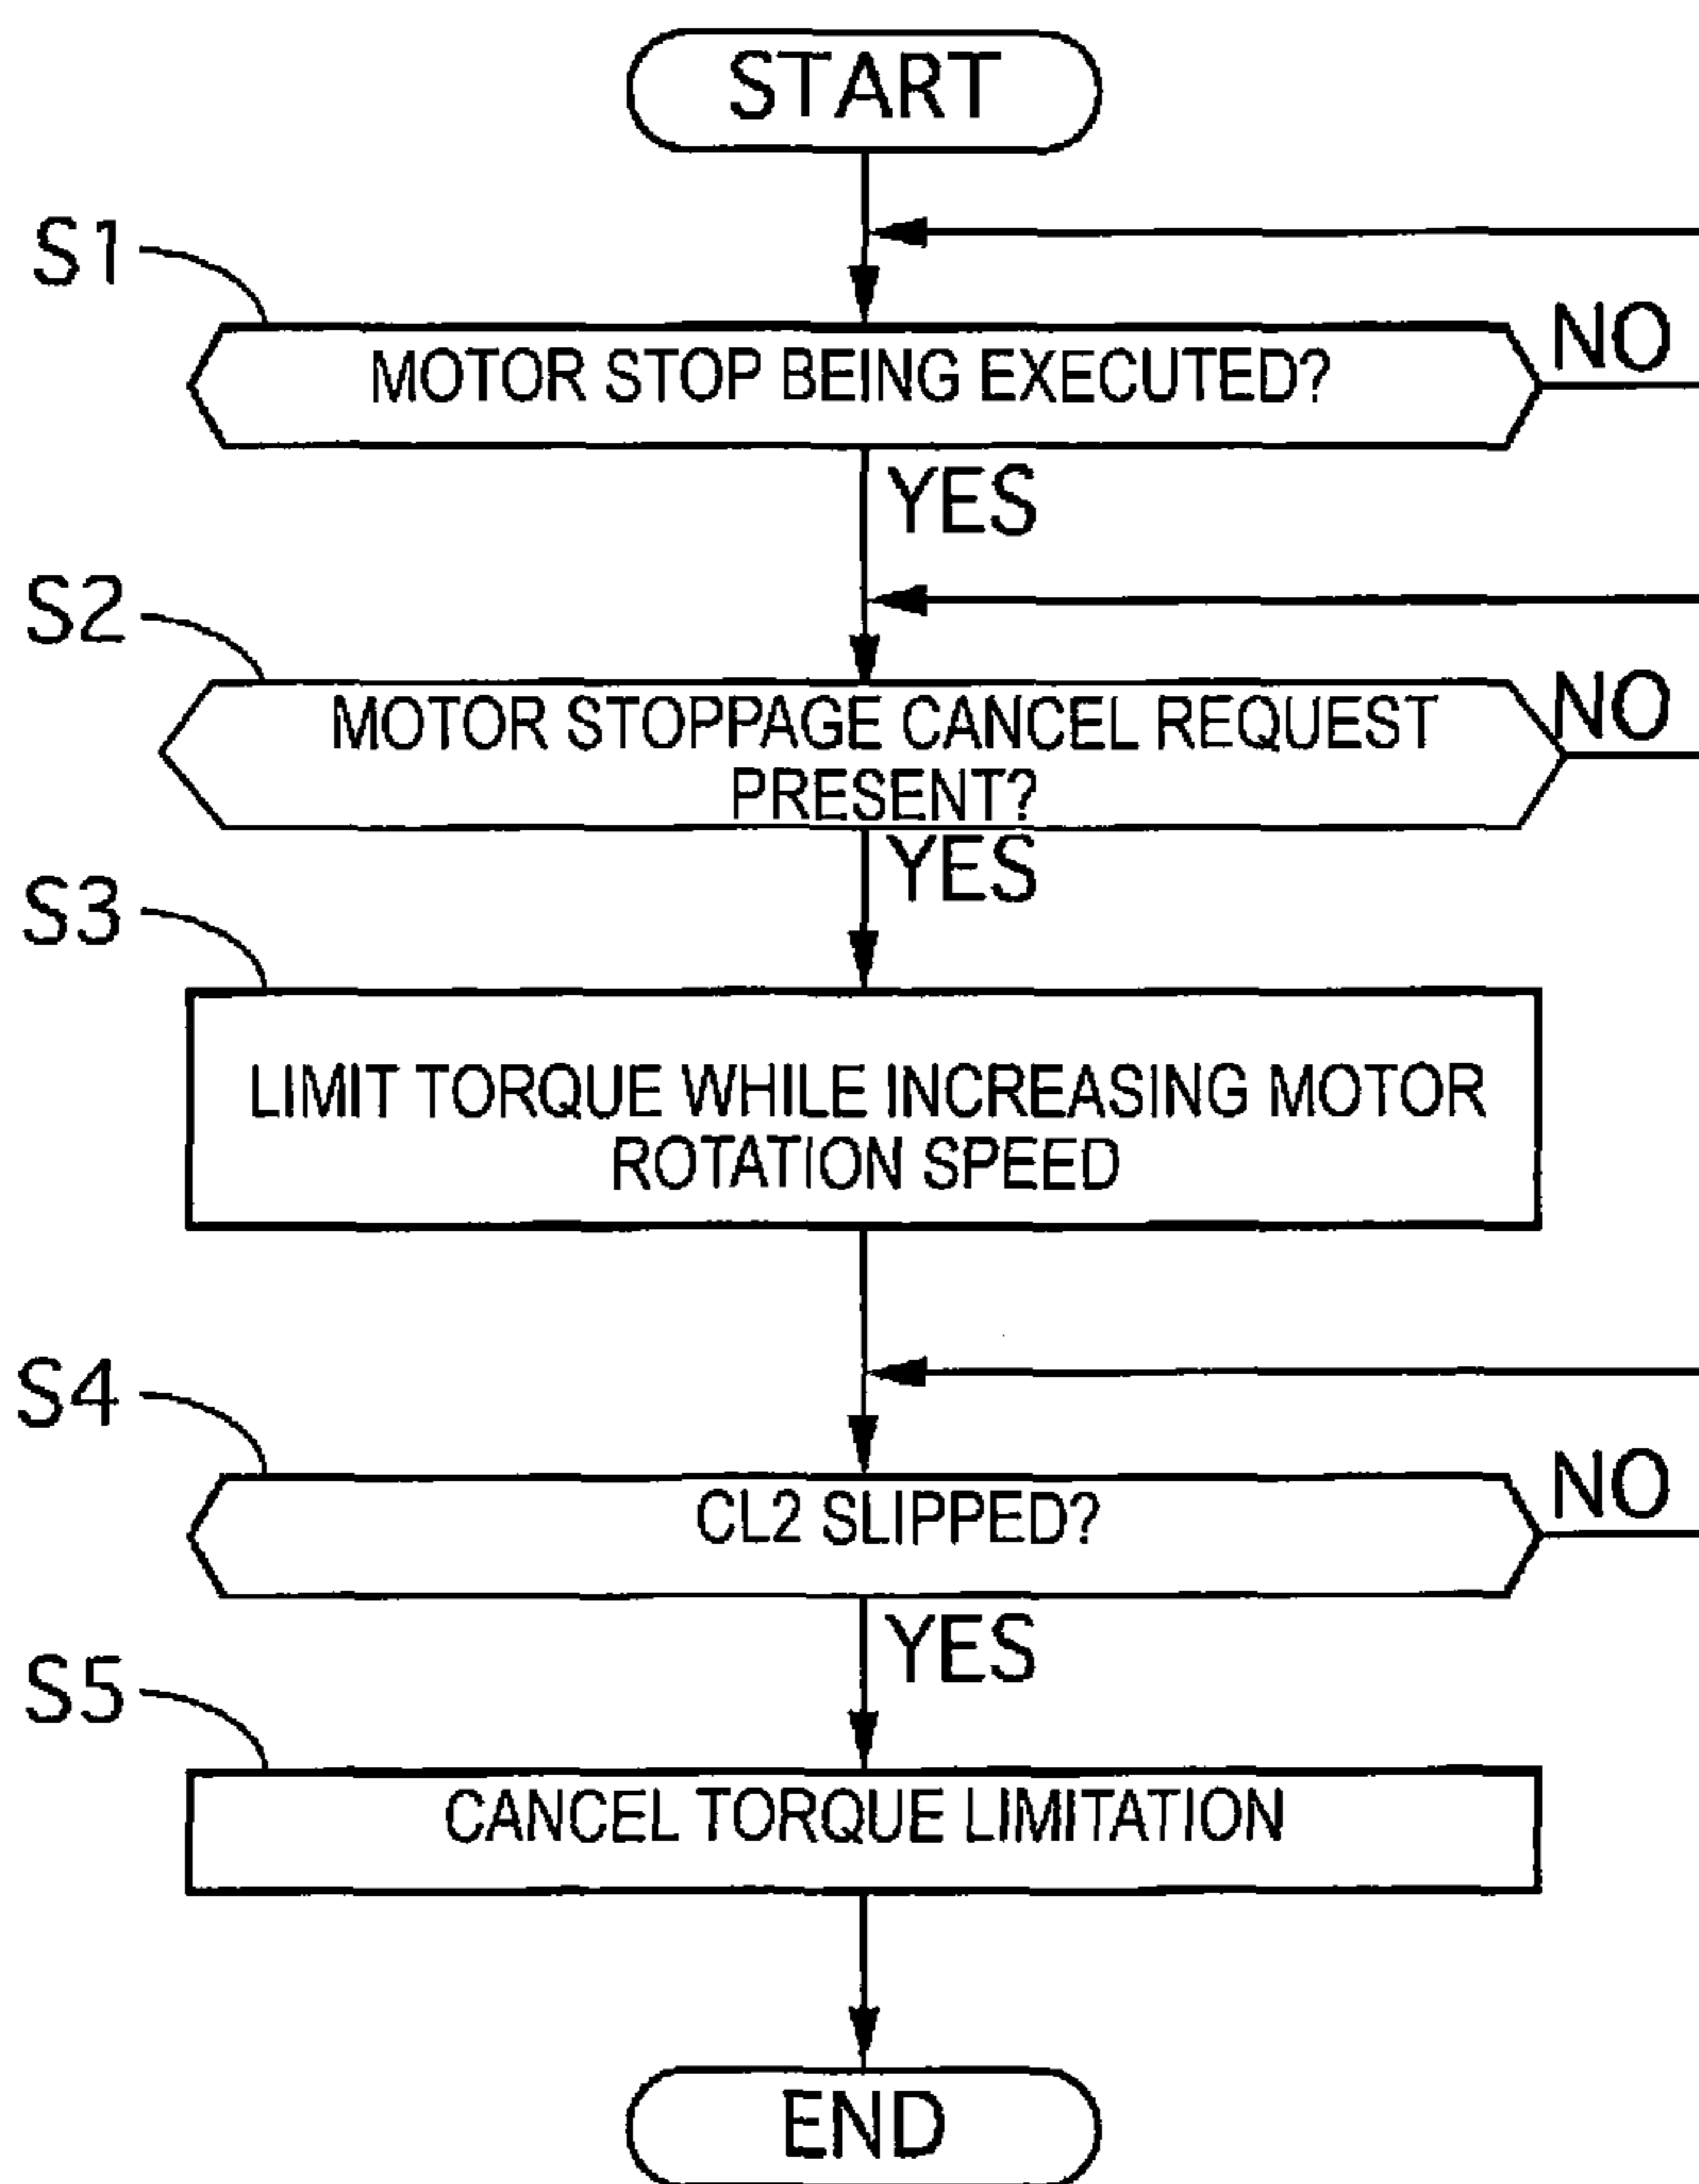 START
S1
MOTOR STOP BEING EXECUTED?
NO
YES
S2
MOTOR STOPPAGE CANCEL REQUEST
PRESENT?
NO
YES
S3
LIMIT TORQUE WHILE INCREASING MOTOR
ROTATION SPEED
S4
CL2 SLIPPED?
NO
YES
S5
CANCEL TORQUE LIMITATION
END